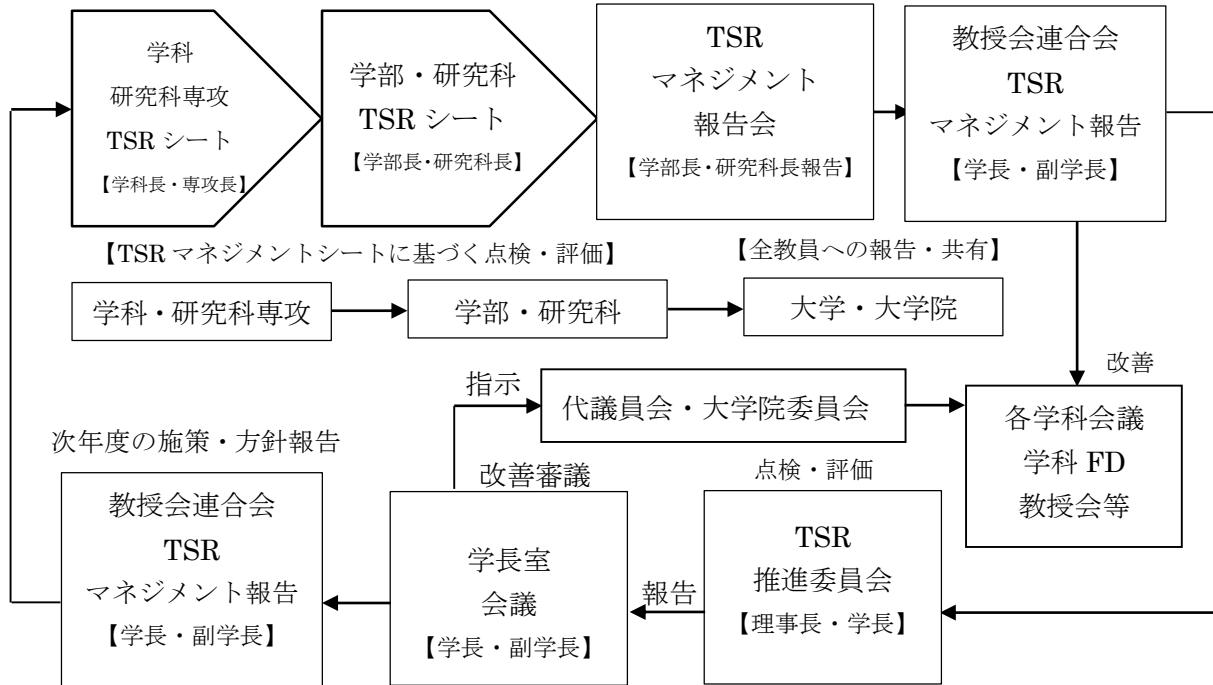 学科
研究科専攻
TSR シート
【学科長・専攻長】
学部・研究科
TSR シート
【学部長・研究科長】
TSR
マネジメント
報告会
【学部長・研究科長報告】
教授会連合会
TSR
マネジメント報告
【学長・副学長】
【TSR マネジメントシートに基づく点検・評価】
【全教員への報告・共有】
学科・研究科専攻
学部・研究科
大学・大学院
改善
指示
代議員会・大学院委員会
各学科会議
学科 FD
教授会等
次年度の施策・方針報告
教授会連合会
TSR
マネジメント報告
【学長・副学長】
改善審議
学長室
会議
【学長・副学長】
報告
点検・評価
TSR
推進委員会
【理事長・学長】